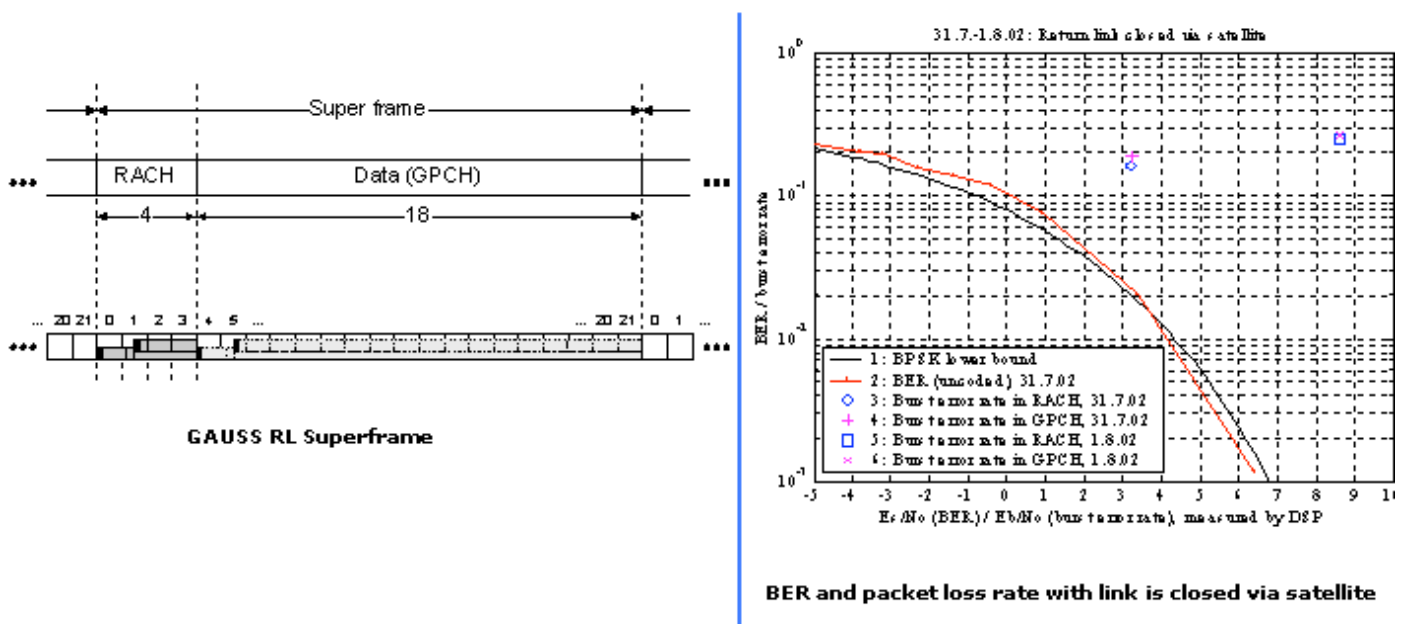 Super frame
... RACH Data (GPCH) ...
4 18
... 20 21 0 1 2 3 4 5 ... ... 20 21 0 1 ...
... ...
GAUSS RL Superframe
31.7.-1.8.02: Return link closed via satellite
10^0
10^-1
10^-2
10^-3
BER / burst error rate
1: BPSK lower bound
2: BER (uncoded) 31.7.02
3: Burst error rate in RACH, 31.7.02
4: Burst error rate in GPCH, 31.7.02
5: Burst error rate in RACH, 1.8.02
6: Burst error rate in GPCH, 1.8.02
-5 -4 -3 -2 -1 0 1 2 3 4 5 6 7 8 9 10
Es/No (BER) / Eb/No (burst error rate), measured by DSP
BER and packet loss rate with link is closed via satellite